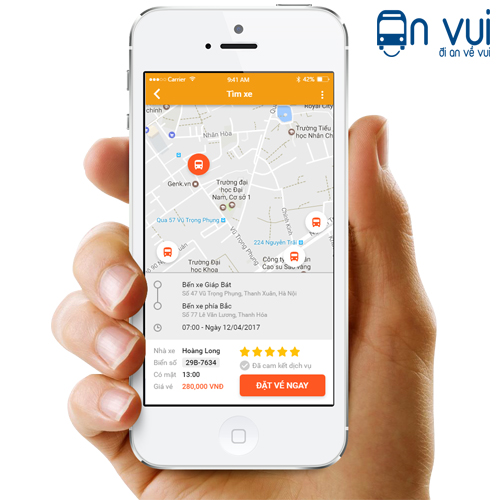 An vui
đi an về vui
Carrier
9:41 AM
42%
Tìm xe
chinh
Royal City
Nhân Hòa
Trường Tiểu
học Nhân Ch
Genk.vn
Trường đại
học Đại
Nam, Cơ sở 1
Qua 57 Vũ Trọng Phụng
Chính Kinh
224 Nguyễn Trãi
Trường đại
học Khoa
Công ty
Cao su Sao vàng
Bến xe Giáp Bát
Số 47 Vũ Trọng Phụng, Thanh Xuân, Hà Nội
Bến xe phía Bắc
Số 77 Lê Văn Lương, Thanh Hóa
07:00 - Ngày 12/04/2017
Nhà xe Hoàng Long
Biển số 29B-7634
Đã cam kết dịch vụ
Có mặt 13:00
Giá vé 280,000 VNĐ
ĐẶT VÉ NGAY